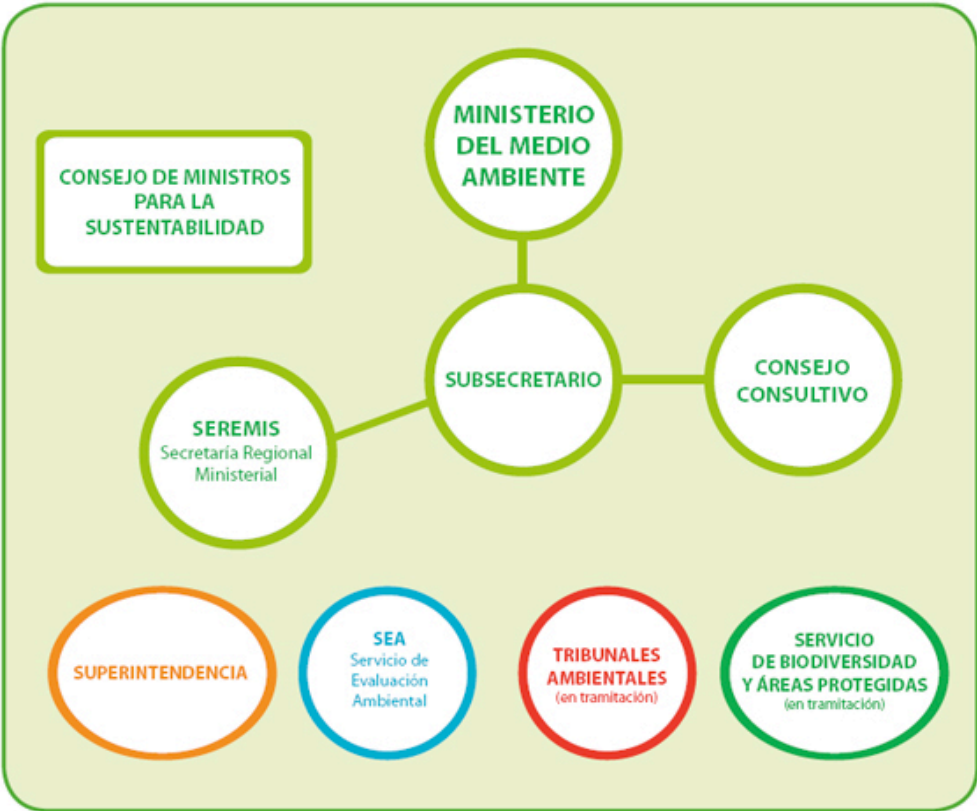 MINISTERIO
DEL MEDIO
AMBIENTE
CONSEJO DE MINISTROS
PARA LA
SUSTENTABILIDAD
SUBSECRETARIO
CONSEJO
CONSULTIVO
SEREMIS
Secretaría Regional
Ministerial
SUPERINTENDENCIA
SEA
Servicio de
Evaluación
Ambiental
TRIBUNALES
AMBIENTALES
(en tramitación)
SERVICIO
DE BIODIVERSIDAD
Y ÁREAS PROTEGIDAS
(en tramitación)